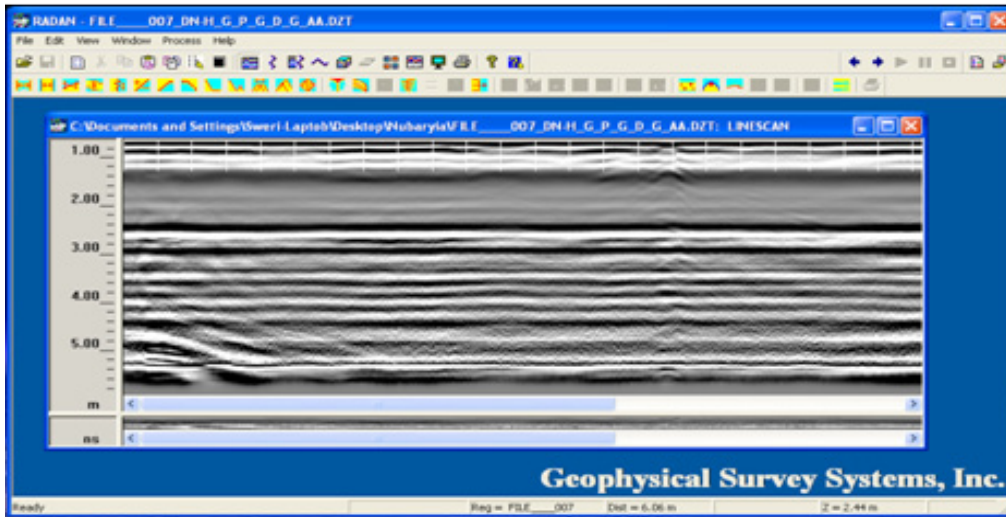 RADAN - FILE____007_DN-H_G_P_G_D_G_AA.DZT
File Edit View Window Process Help
C:\Documents and Settings\Sweri-Laptob\Desktop\Nubaryia\FILE____007_DN-H_G_P_G_D_G_AA.DZT: LINESCAN
1.00
2.00
3.00
4.00
5.00
m
ns
Geophysical Survey Systems, Inc.
Ready Reg = FILE____007 Dist = 6.06 m Z = 2.44 m